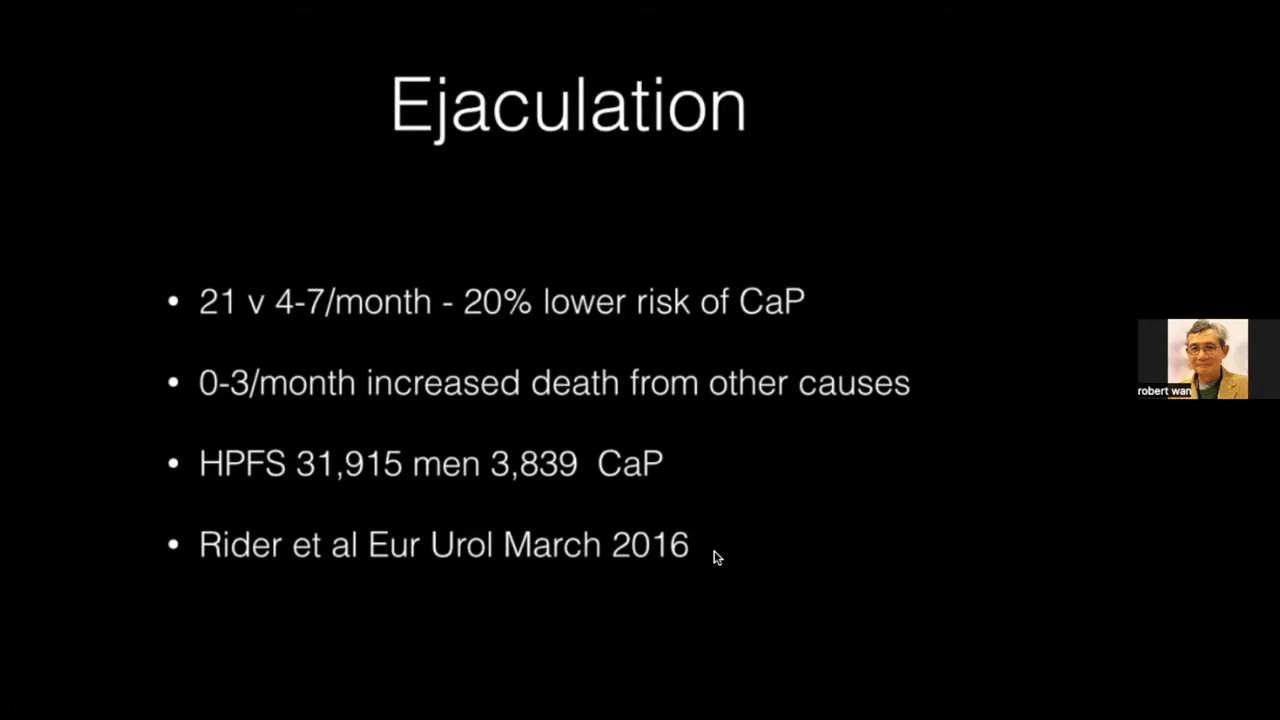 Ejaculation
• 21 v 4-7/month - 20% lower risk of CaP
• 0-3/month increased death from other causes
• HPFS 31,915 men 3,839 CaP
• Rider et al Eur Urol March 2016
robert wan